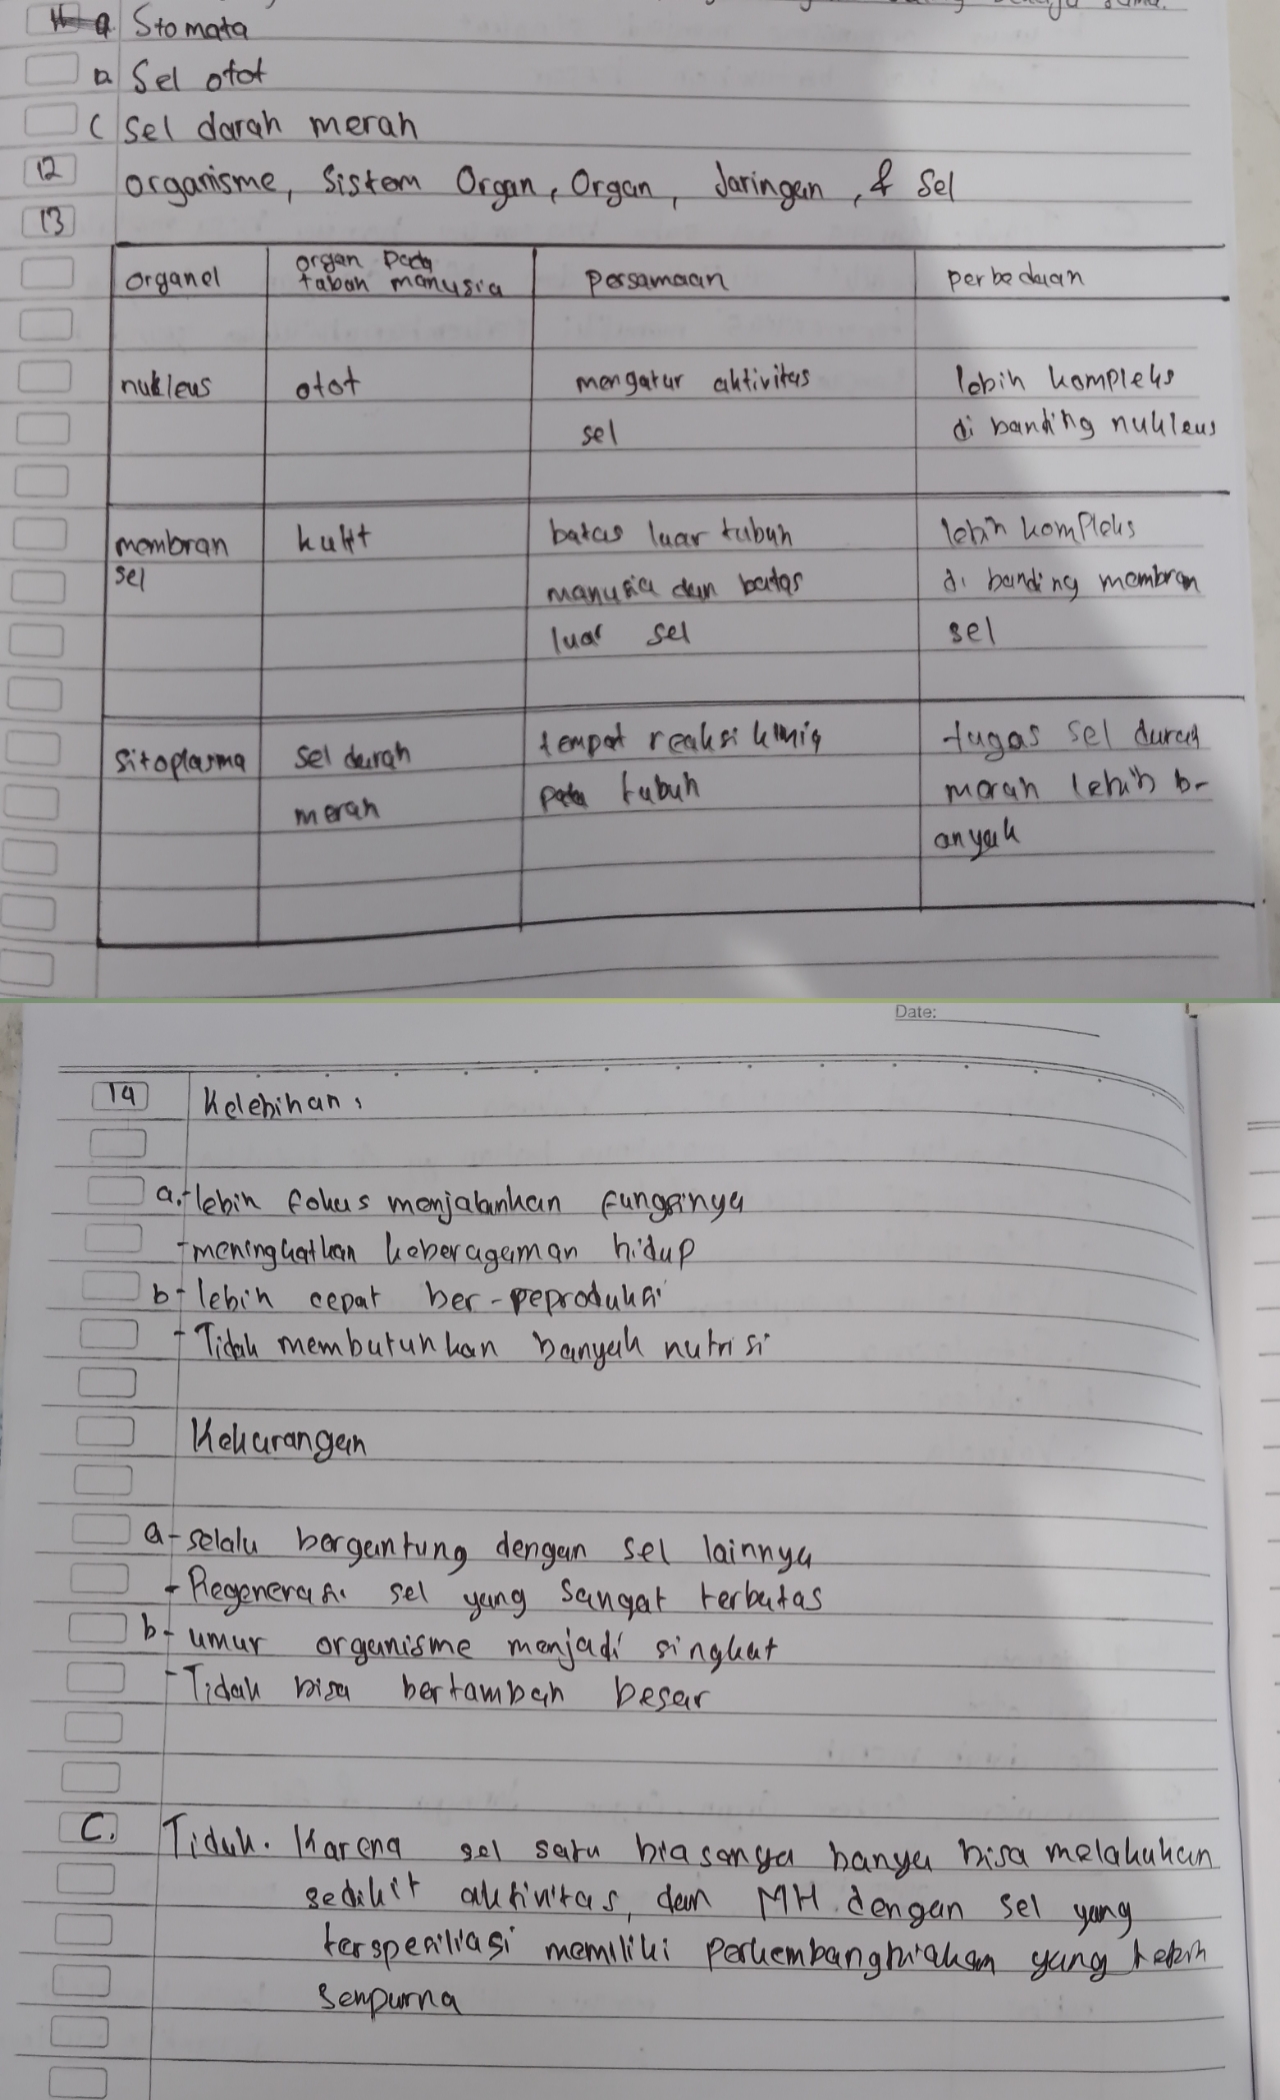 a Stomata
a Sel otot
c Sel darah merah
12 organisme, Sistem Organ, Organ, Jaringan, & Sel
13
organel
organ pada
tuboh manusia
persamaan
perbedaan
nukleus
otot
mengatur aktivitas
sel
lebih kompleks
di banding nukleus
membran
sel
kulit
batas luar tubuh
manusia dan batas
luar sel
lebih kompleks
di banding membran
sel
Sitoplasma
sel darah
merah
tempat reaksi kimia
pada tubuh
tugas sel darah
merah lebih b-
anyak
Date:
14 Kelebihan:
a.- lebih fokus menjalankan fungsinya
- meningkatkan keberagaman hidup
b- lebih cepat ber-peproduksi
- Tidak membutuhkan banyak nutrisi
Kekurangan
a- selalu bergantung dengan sel lainnya
- Regenerasi sel yang sangat terbatas
b- umur organisme menjadi singkat
- Tidak bisa bertambah besar
C. Tidak. Karena sel satu biasanya hanya bisa melakukan
sedikit aktivitas, dan MH dengan sel yang
terspesiliasi memiliki perkembangbiakan yang lebih
senpurna